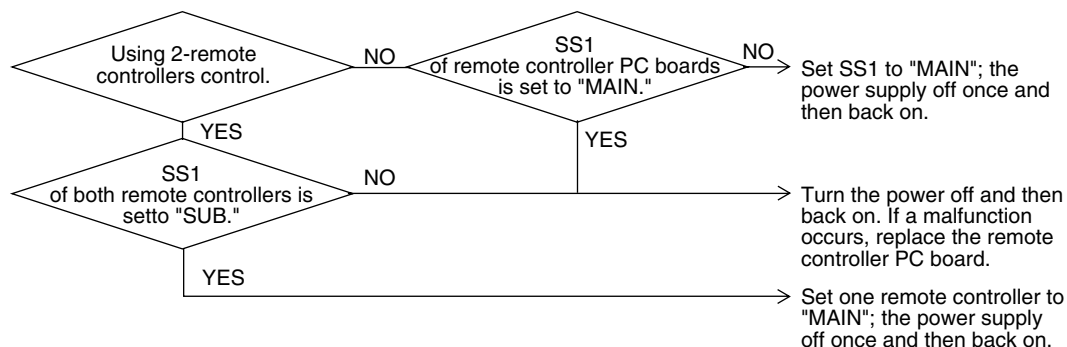 Using 2-remote
controllers control.
NO
SS1
of remote controller PC boards
is set to "MAIN."
NO
Set SS1 to "MAIN"; the
power supply off once and
then back on.
YES
YES
SS1
of both remote controllers is
setto "SUB."
NO
Turn the power off and then
back on. If a malfunction
occurs, replace the remote
controller PC board.
YES
Set one remote controller to
"MAIN"; the power supply
off once and then back on.